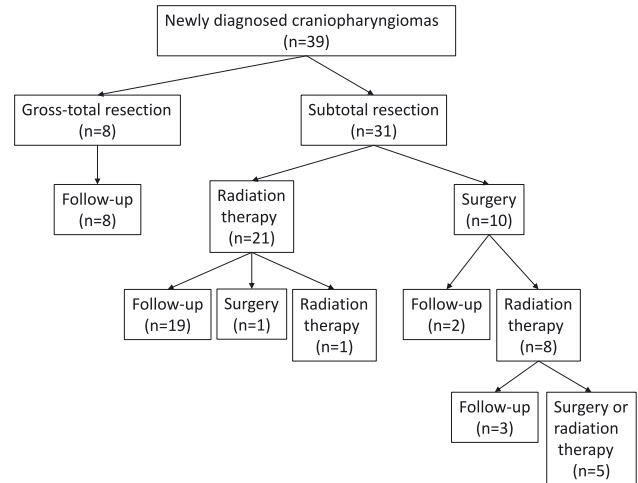 Newly diagnosed craniopharyngiomas
(n=39)
Gross-total resection
(n=8)
Subtotal resection
(n=31)
Follow-up
(n=8)
Radiation
therapy
(n=21)
Surgery
(n=10)
Follow-up
(n=19)
Surgery
(n=1)
Radiation
therapy
(n=1)
Follow-up
(n=2)
Radiation
therapy
(n=8)
Follow-up
(n=3)
Surgery or
radiation
therapy
(n=5)